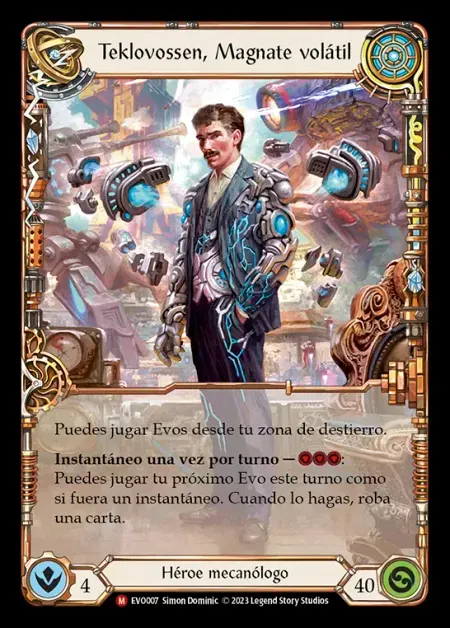 Teklovossen, Magnate volátil
Puedes jugar Evos desde tu zona de destierro.
Instantáneo una vez por turno —:
Puedes jugar tu próximo Evo este turno como
si fuera un instantáneo. Cuando lo hagas, roba
una carta.
4
Héroe mecanólogo
40
M EVO007 Simon Dominic © 2023 Legend Story Studios